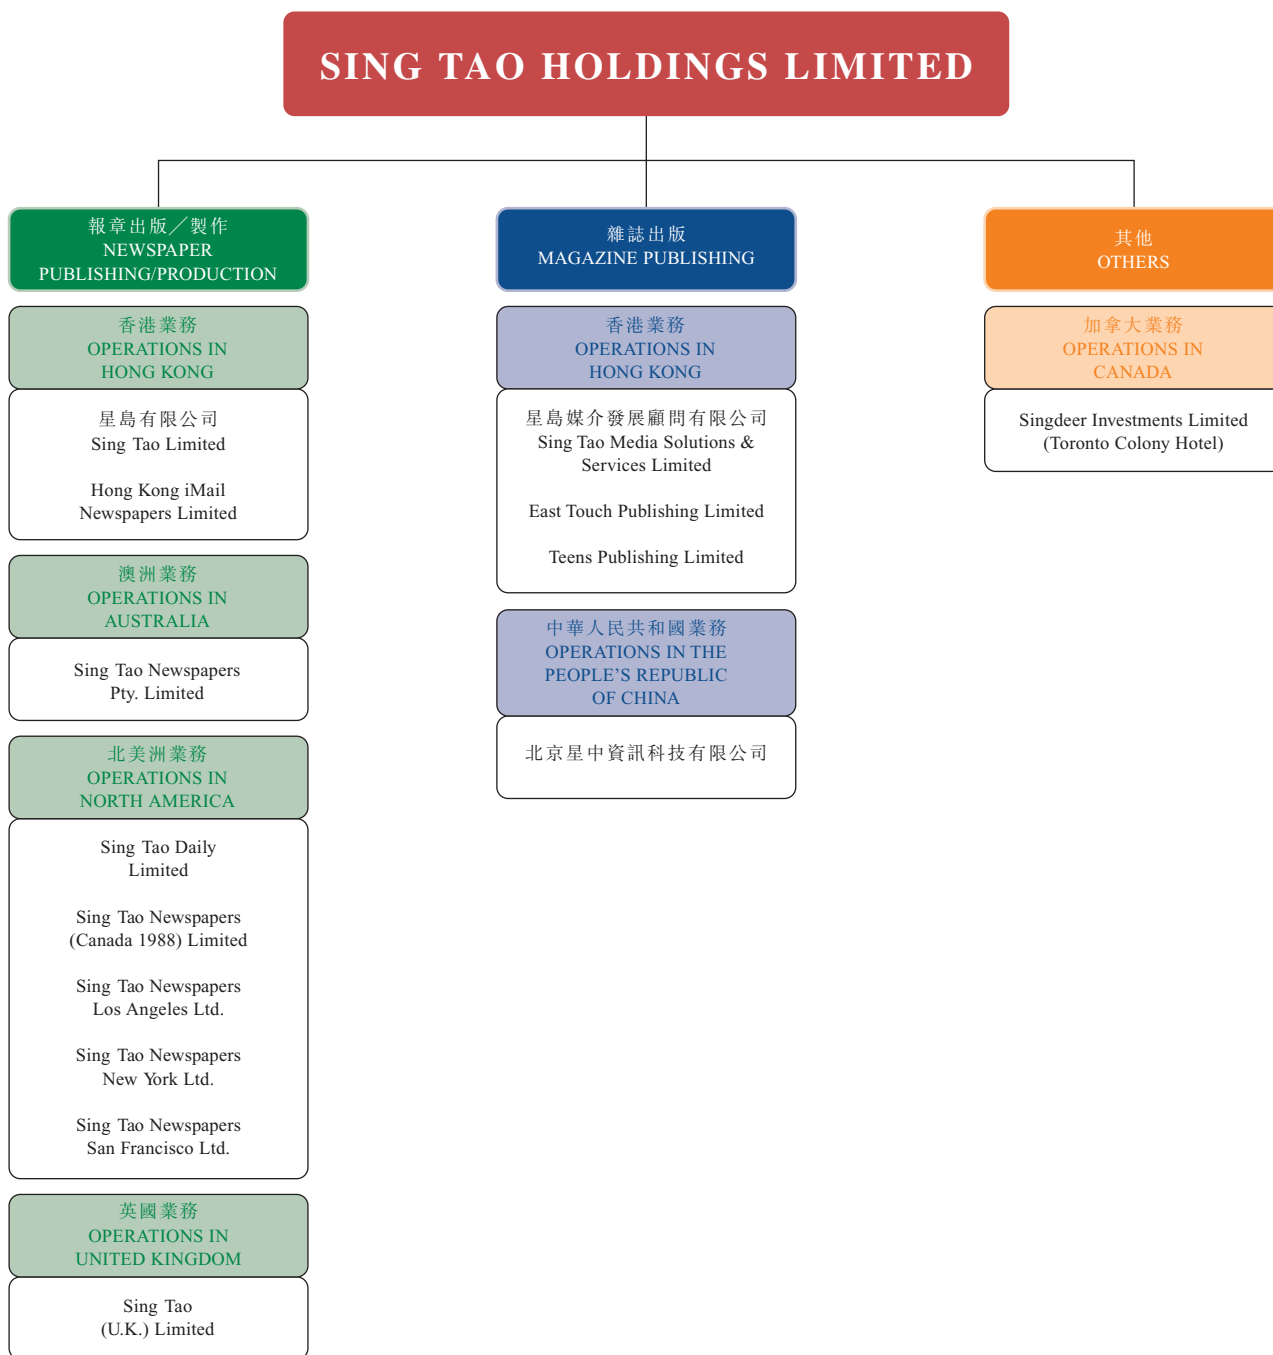 SING TAO HOLDINGS LIMITED
報章出版／製作
NEWSPAPER
PUBLISHING/PRODUCTION
香港業務
OPERATIONS IN
HONG KONG
星島有限公司
Sing Tao Limited
Hong Kong iMail
Newspapers Limited
澳洲業務
OPERATIONS IN
AUSTRALIA
Sing Tao Newspapers
Pty. Limited
北美洲業務
OPERATIONS IN
NORTH AMERICA
Sing Tao Daily
Limited
Sing Tao Newspapers
(Canada 1988) Limited
Sing Tao Newspapers
Los Angeles Ltd.
Sing Tao Newspapers
New York Ltd.
Sing Tao Newspapers
San Francisco Ltd.
英國業務
OPERATIONS IN
UNITED KINGDOM
Sing Tao
(U.K.) Limited
雜誌出版
MAGAZINE PUBLISHING
香港業務
OPERATIONS IN
HONG KONG
星島媒介發展顧問有限公司
Sing Tao Media Solutions &
Services Limited
East Touch Publishing Limited
Teens Publishing Limited
中華人民共和國業務
OPERATIONS IN THE
PEOPLE'S REPUBLIC
OF CHINA
北京星中資訊科技有限公司
其他
OTHERS
加拿大業務
OPERATIONS IN
CANADA
Singdeer Investments Limited
(Toronto Colony Hotel)